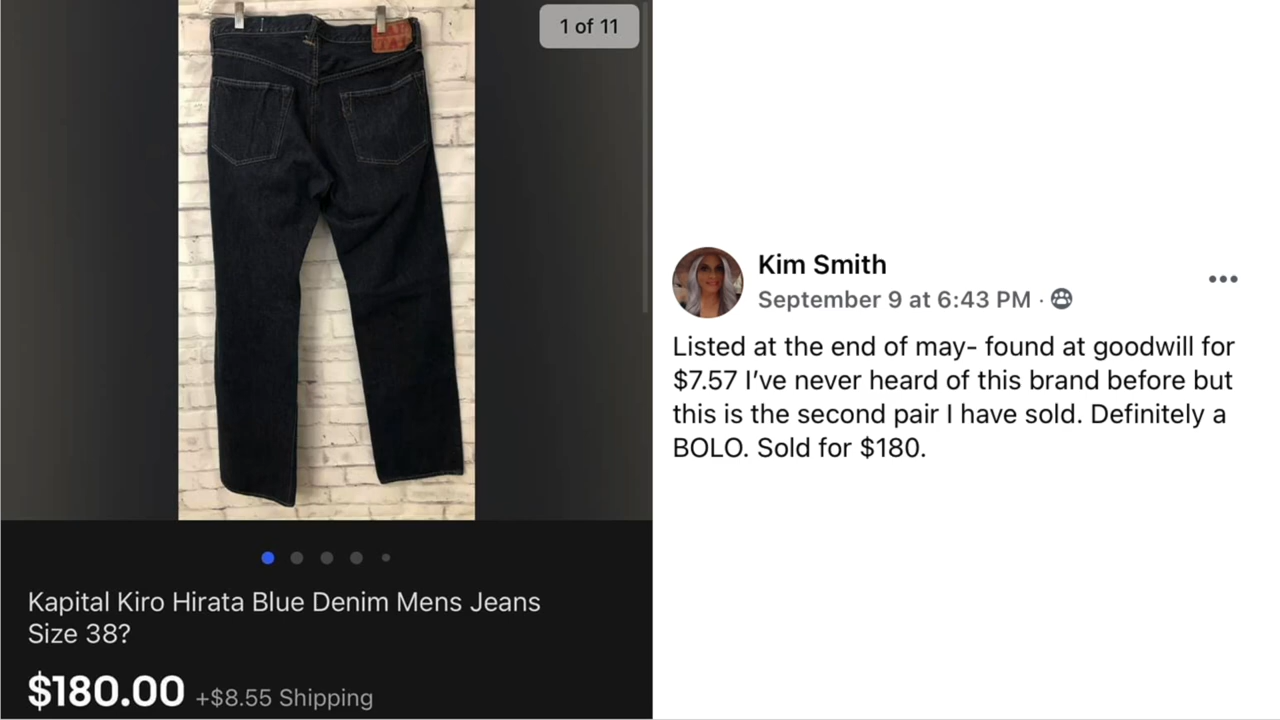 1 of 11
Kapital Kiro Hirata Blue Denim Mens Jeans
Size 38?
$180.00 +$8.55 Shipping
Kim Smith
September 9 at 6:43 PM ·
Listed at the end of may- found at goodwill for
$7.57 I’ve never heard of this brand before but
this is the second pair I have sold. Definitely a
BOLO. Sold for $180.